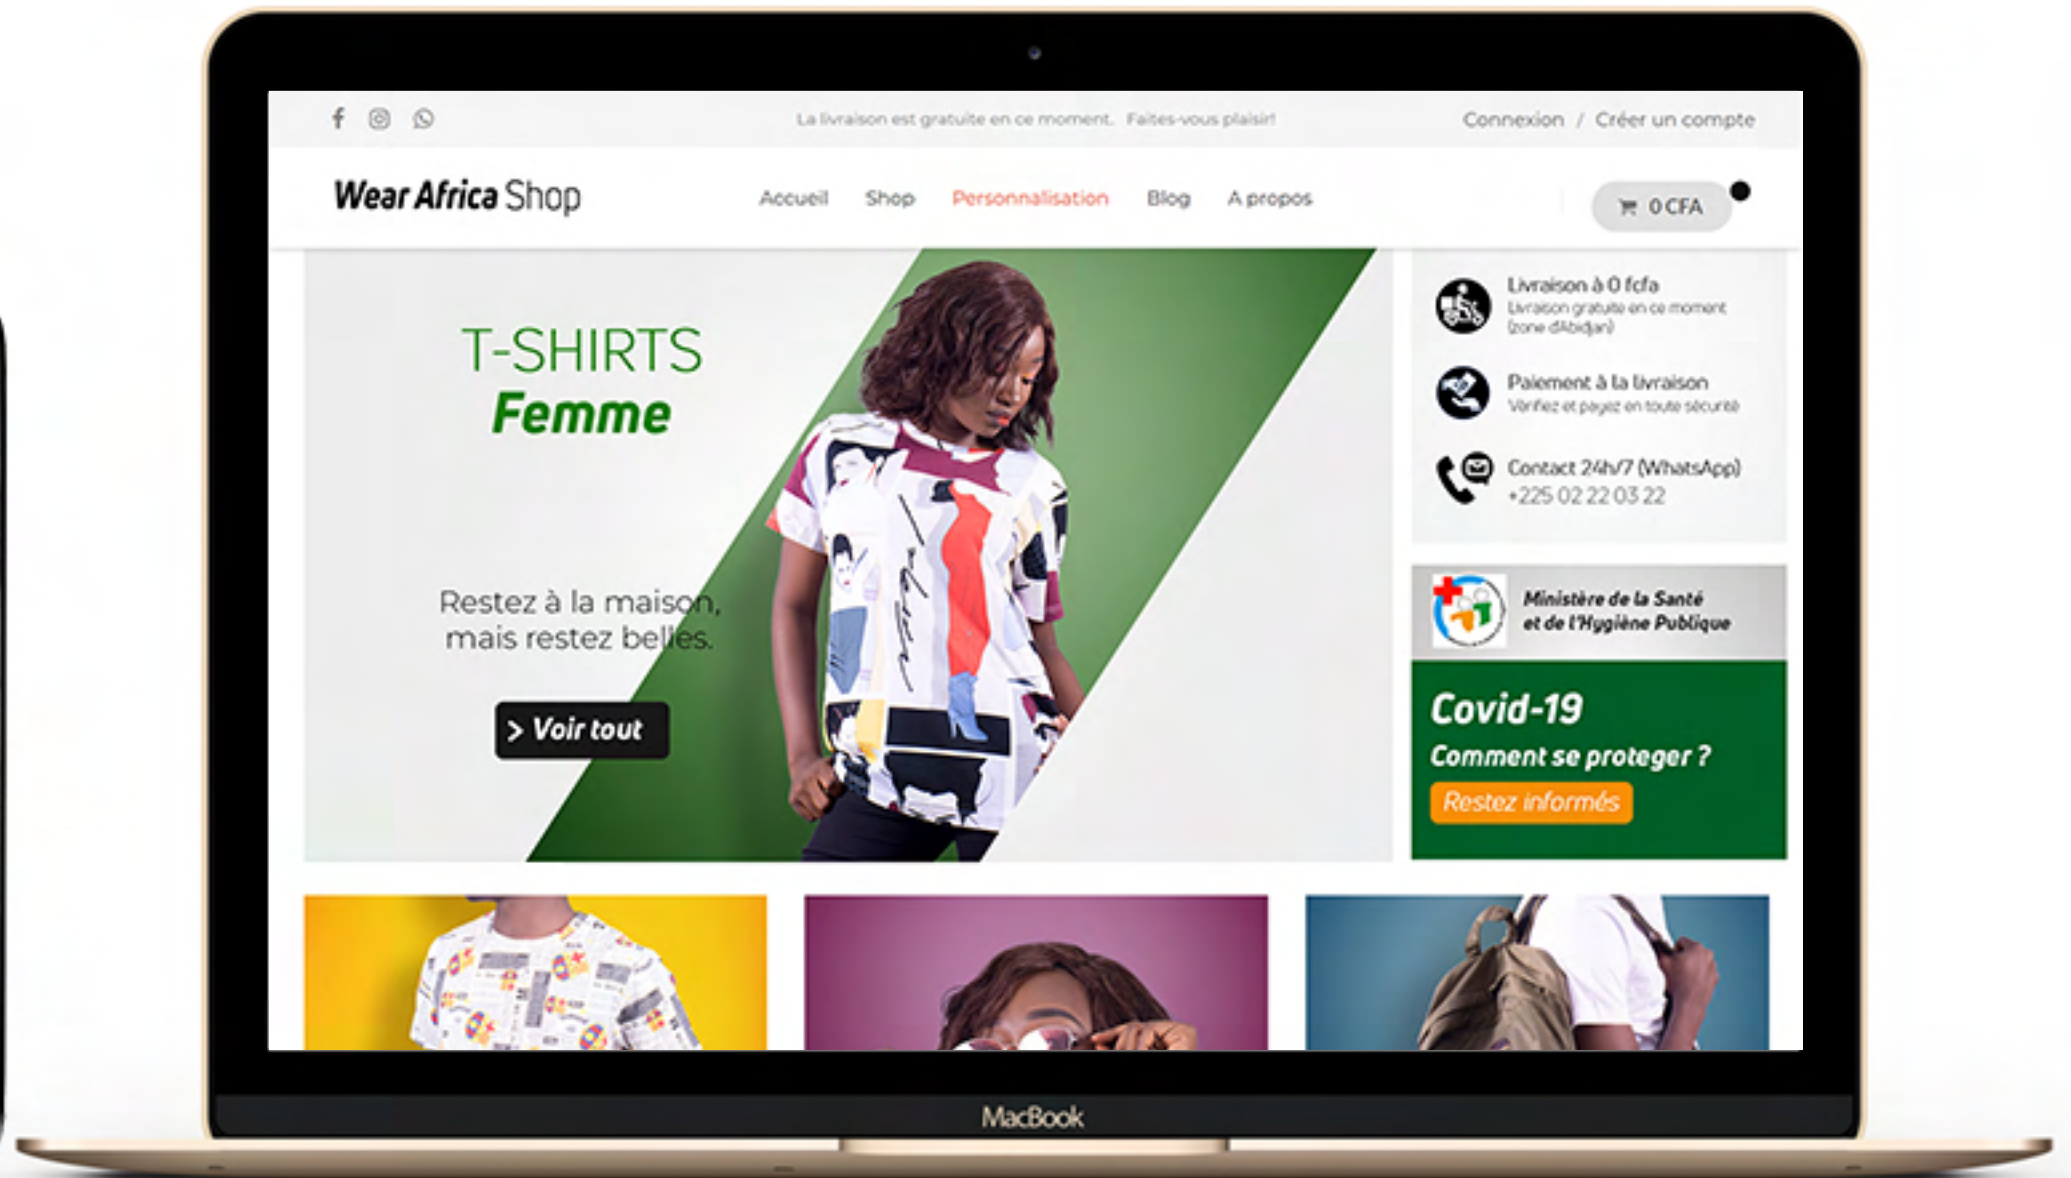 La livraison est gratuite en ce moment. Faites-vous plaisir!
Connexion / Créer un compte
Wear Africa Shop
Accueil
Shop
Personnalisation
Blog
A propos
0 CFA
T-SHIRTS
Femme
Restez à la maison,
mais restez belles.
> Voir tout
Livraison à 0 fcfa
Livraison gratuite en ce moment
(zone d'Abidjan)
Paiement à la livraison
Vérifiez et payez en toute sécurité
Contact 24h/7 (WhatsApp)
+225 02 22 03 22
Ministère de la Santé
et de l'Hygiène Publique
Covid-19
Comment se proteger ?
Restez informés
MacBook